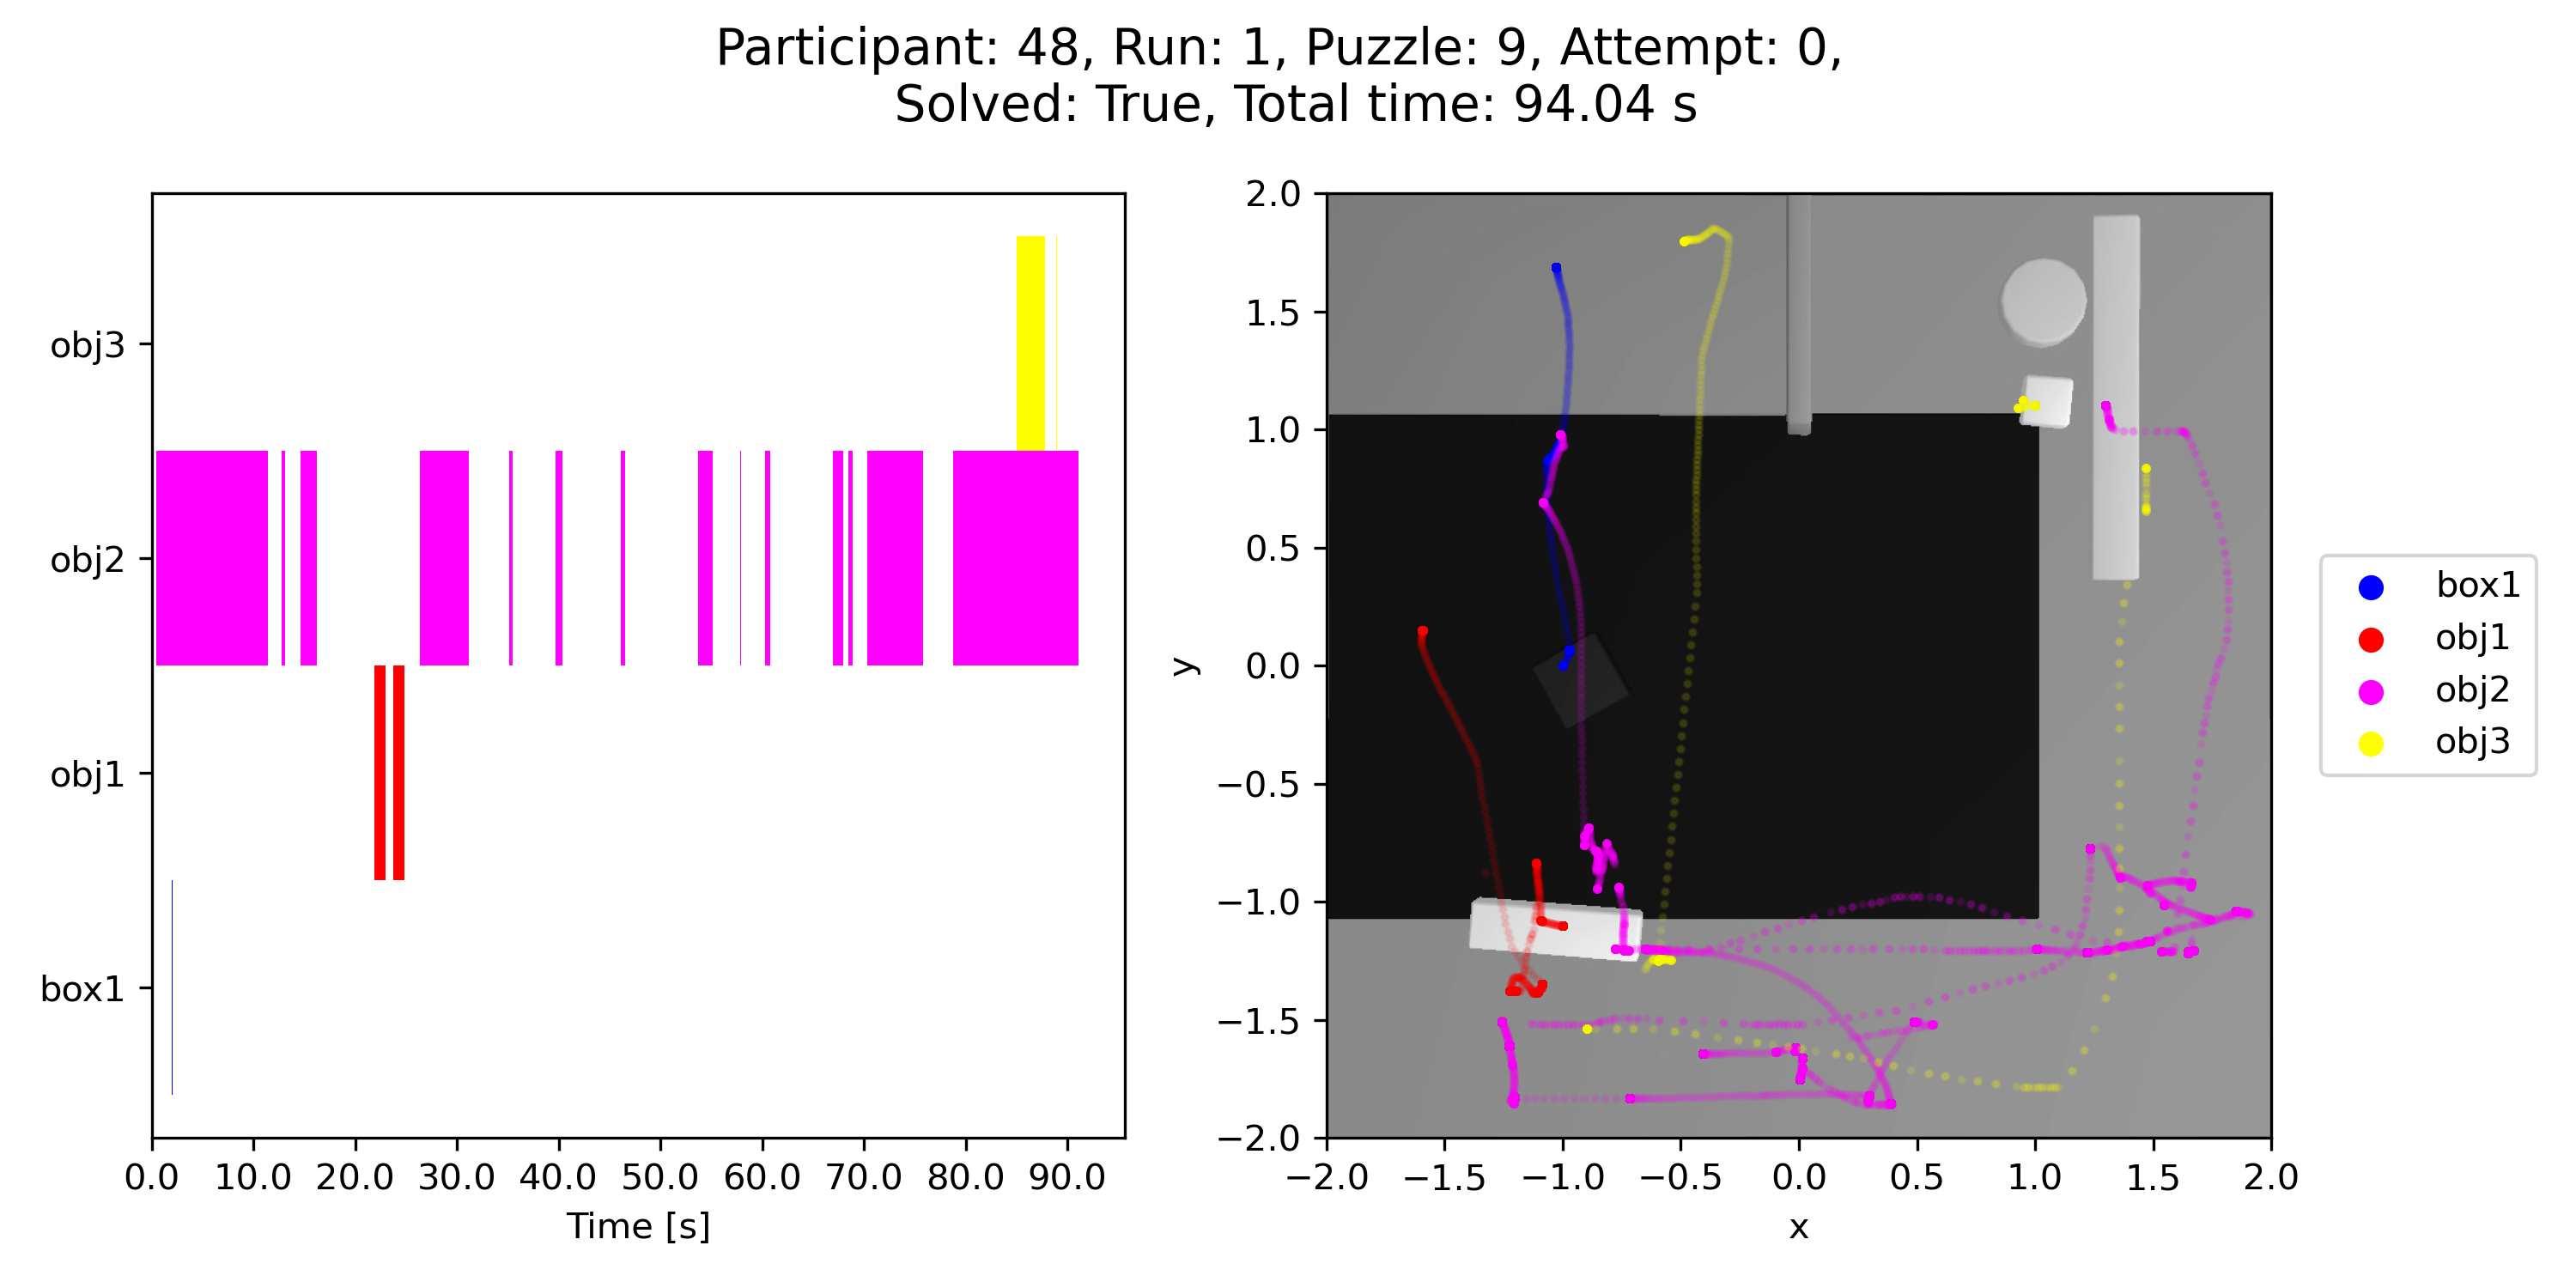 Participant: 48, Run: 1, Puzzle: 9, Attempt: 0,
Solved: True, Total time: 94.04 s
obj3
obj2
obj1
box1
0.0 10.0 20.0 30.0 40.0 50.0 60.0 70.0 80.0 90.0
Time [s]
2.0
1.5
1.0
0.5
0.0
−0.5
−1.0
−1.5
−2.0
y
−2.0 −1.5 −1.0 −0.5 0.0 0.5 1.0 1.5 2.0
x
box1
obj1
obj2
obj3